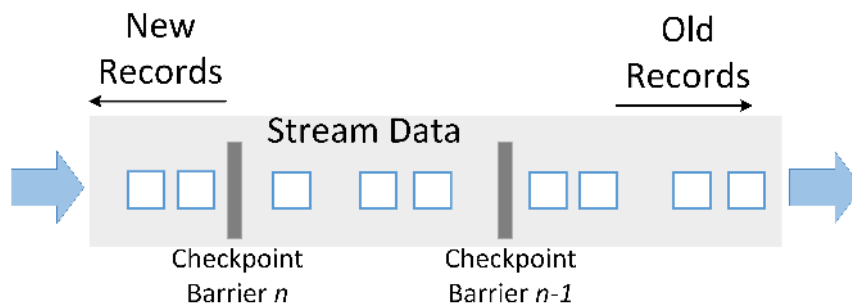 New
Records
Old
Records
Stream Data
Checkpoint
Barrier n
Checkpoint
Barrier n-1